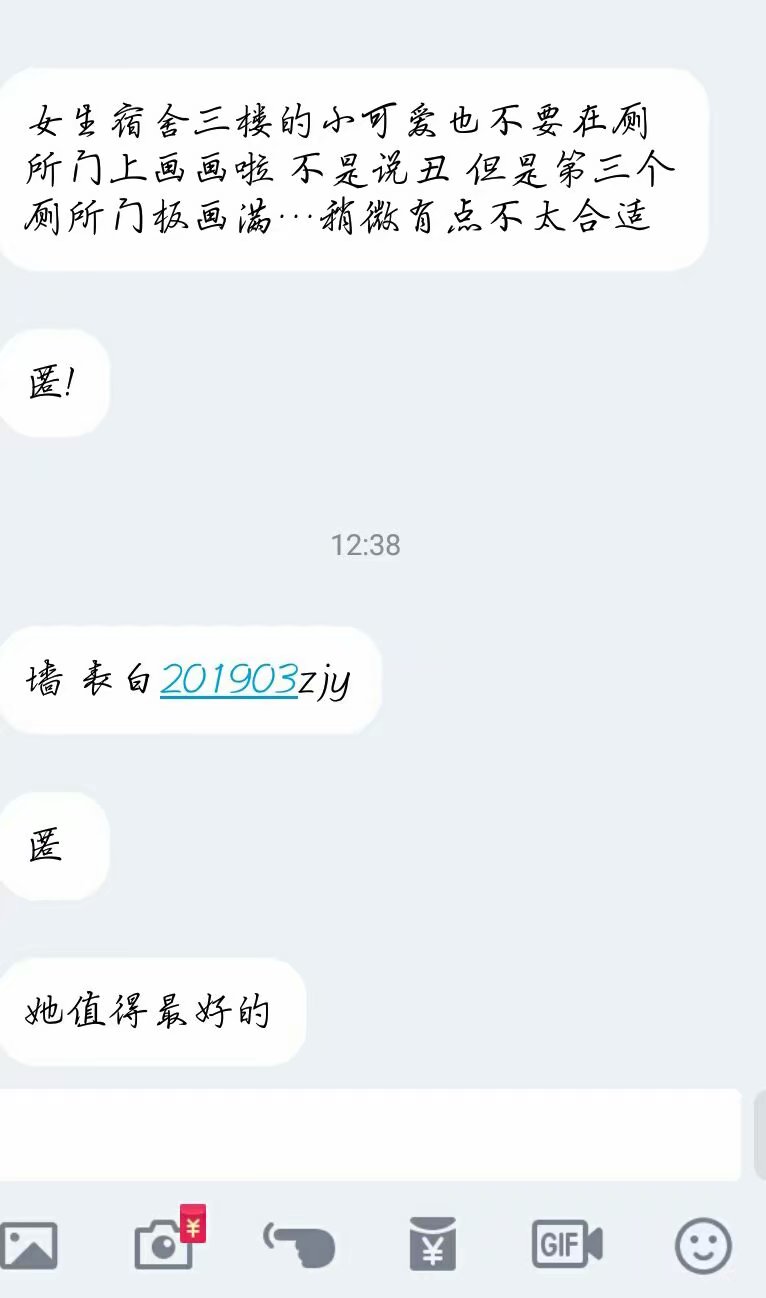 女生宿舍三楼的小可爱也不要在厕
所门上画画啦 不是说丑 但是第三个
厕所门板画满…稍微有点不太合适
匿!
12:38
墙 表白201903zjy
匿
她值得最好的
¥
¥
GIF